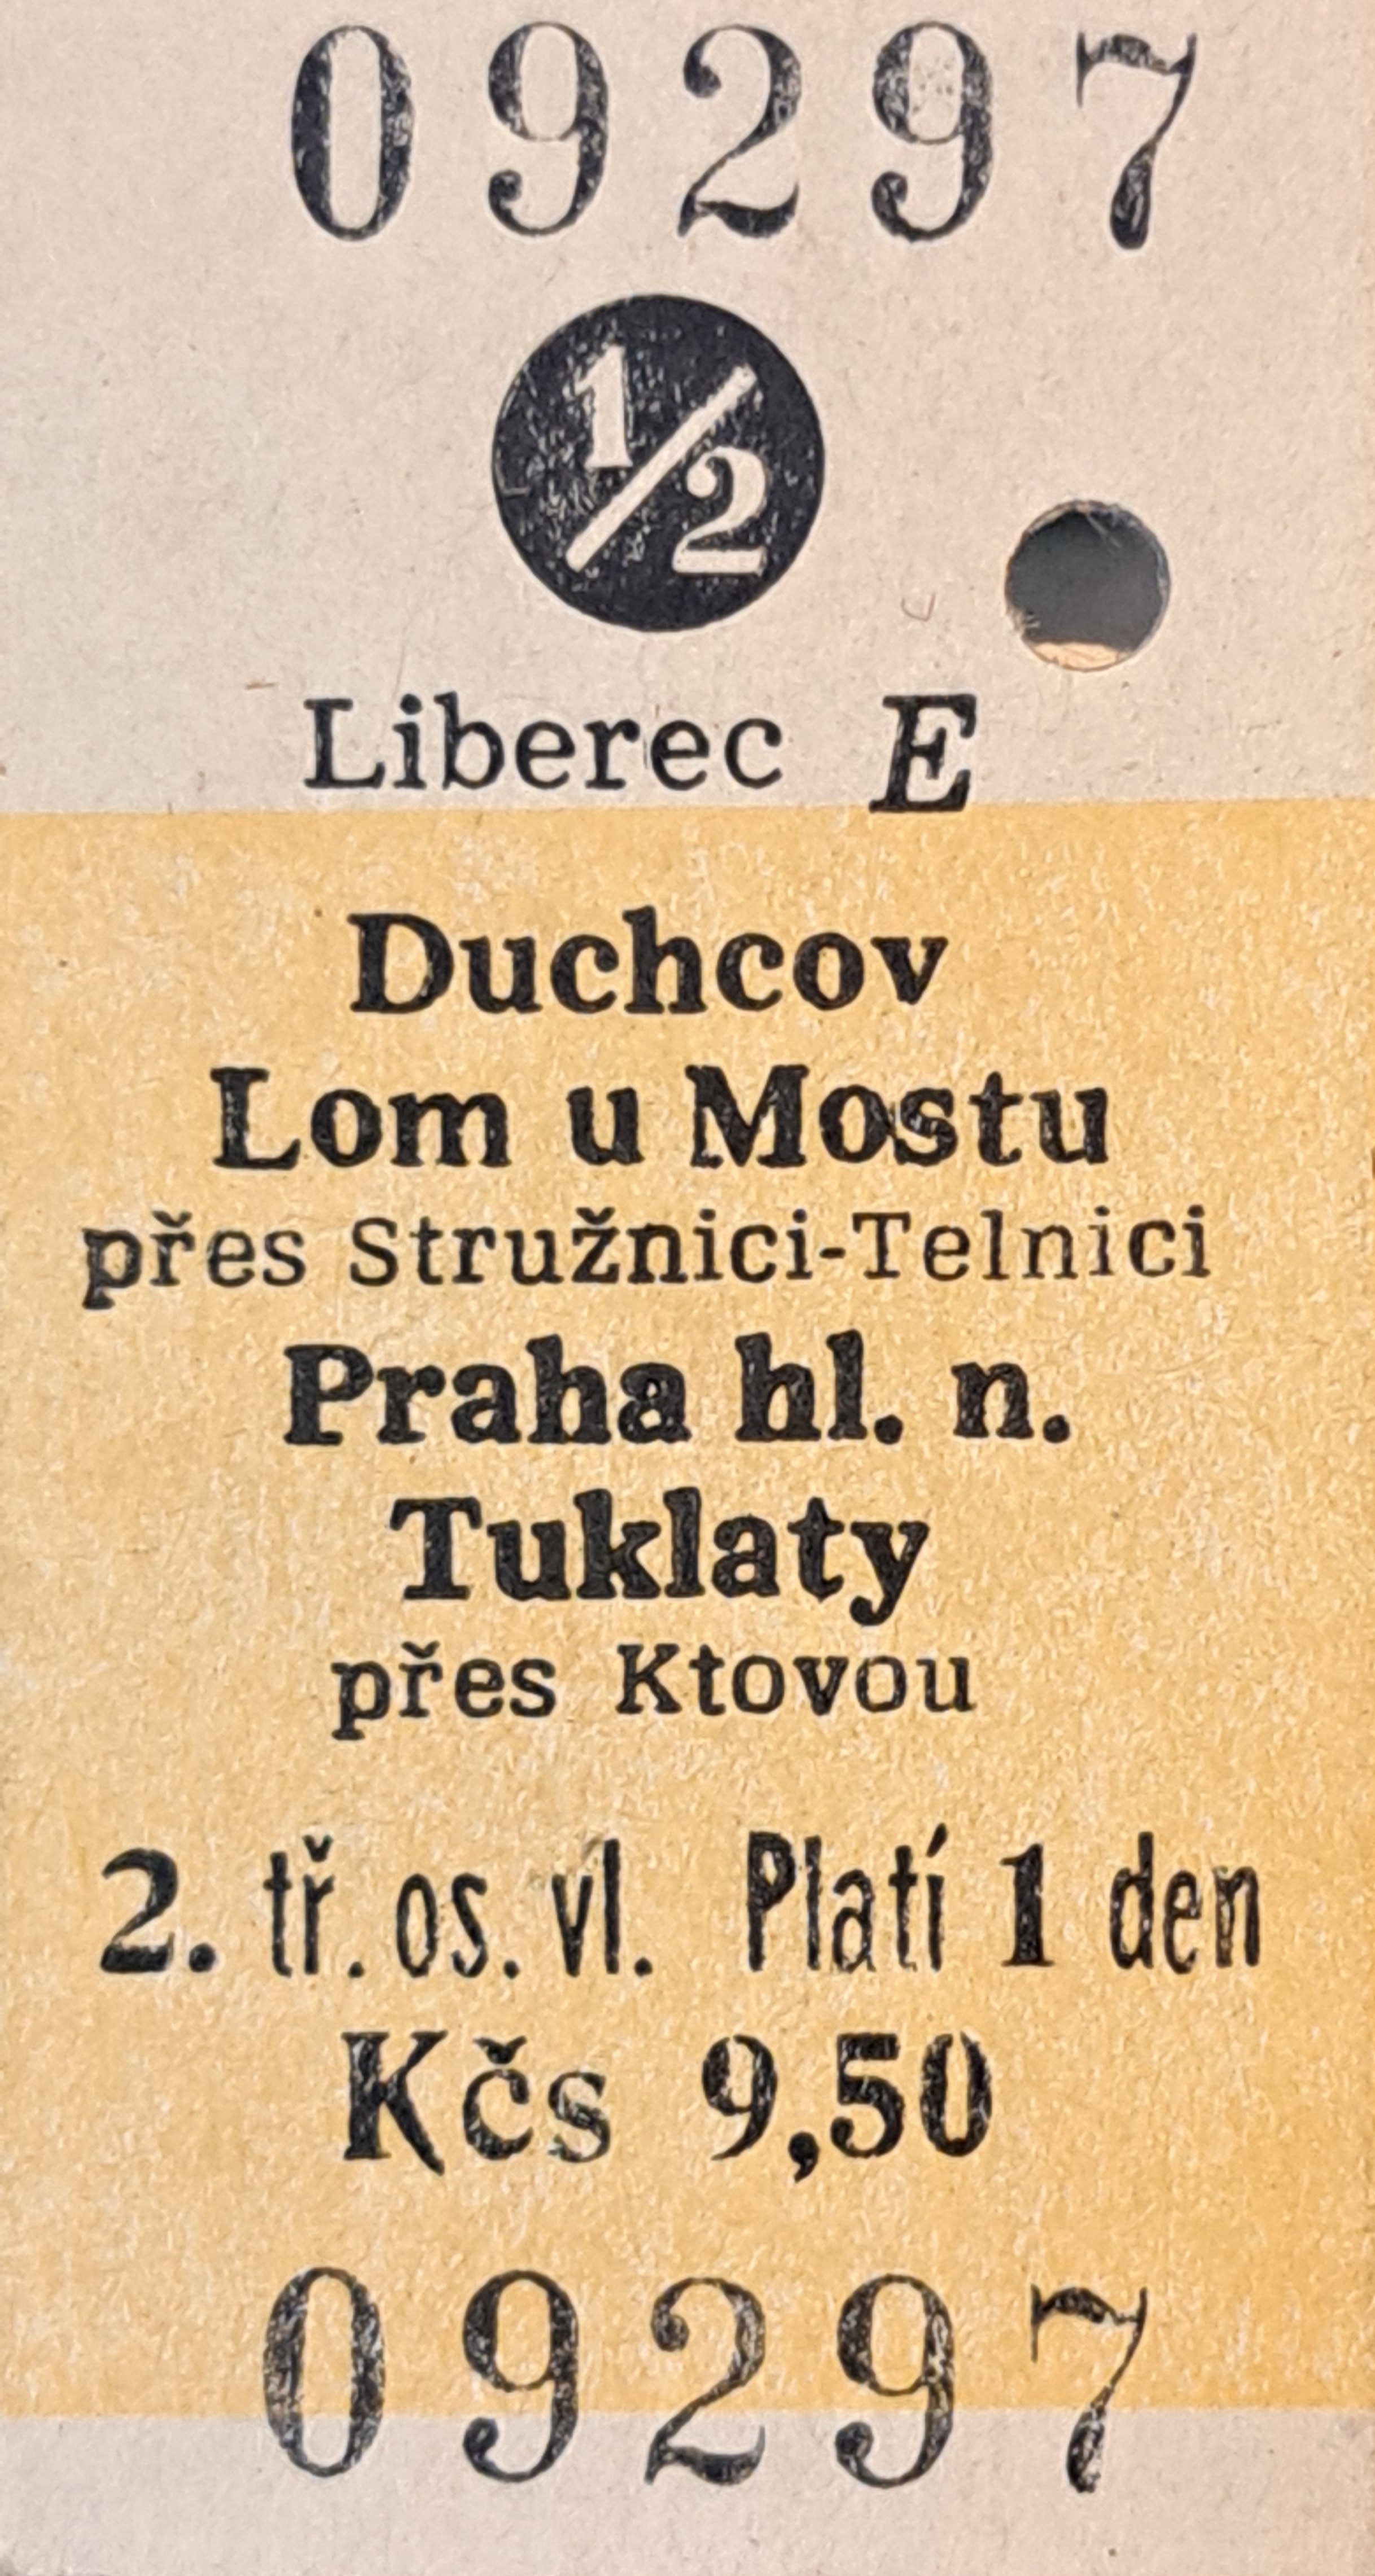 09297
1/2
Liberec E
Duchcov
Lom u Mostu
přes Stružnici-Telnici
Praha hl. n.
Tuklaty
přes Ktovou
2. tř. os. vl. Platí 1 den
Kčs 9,50
09297